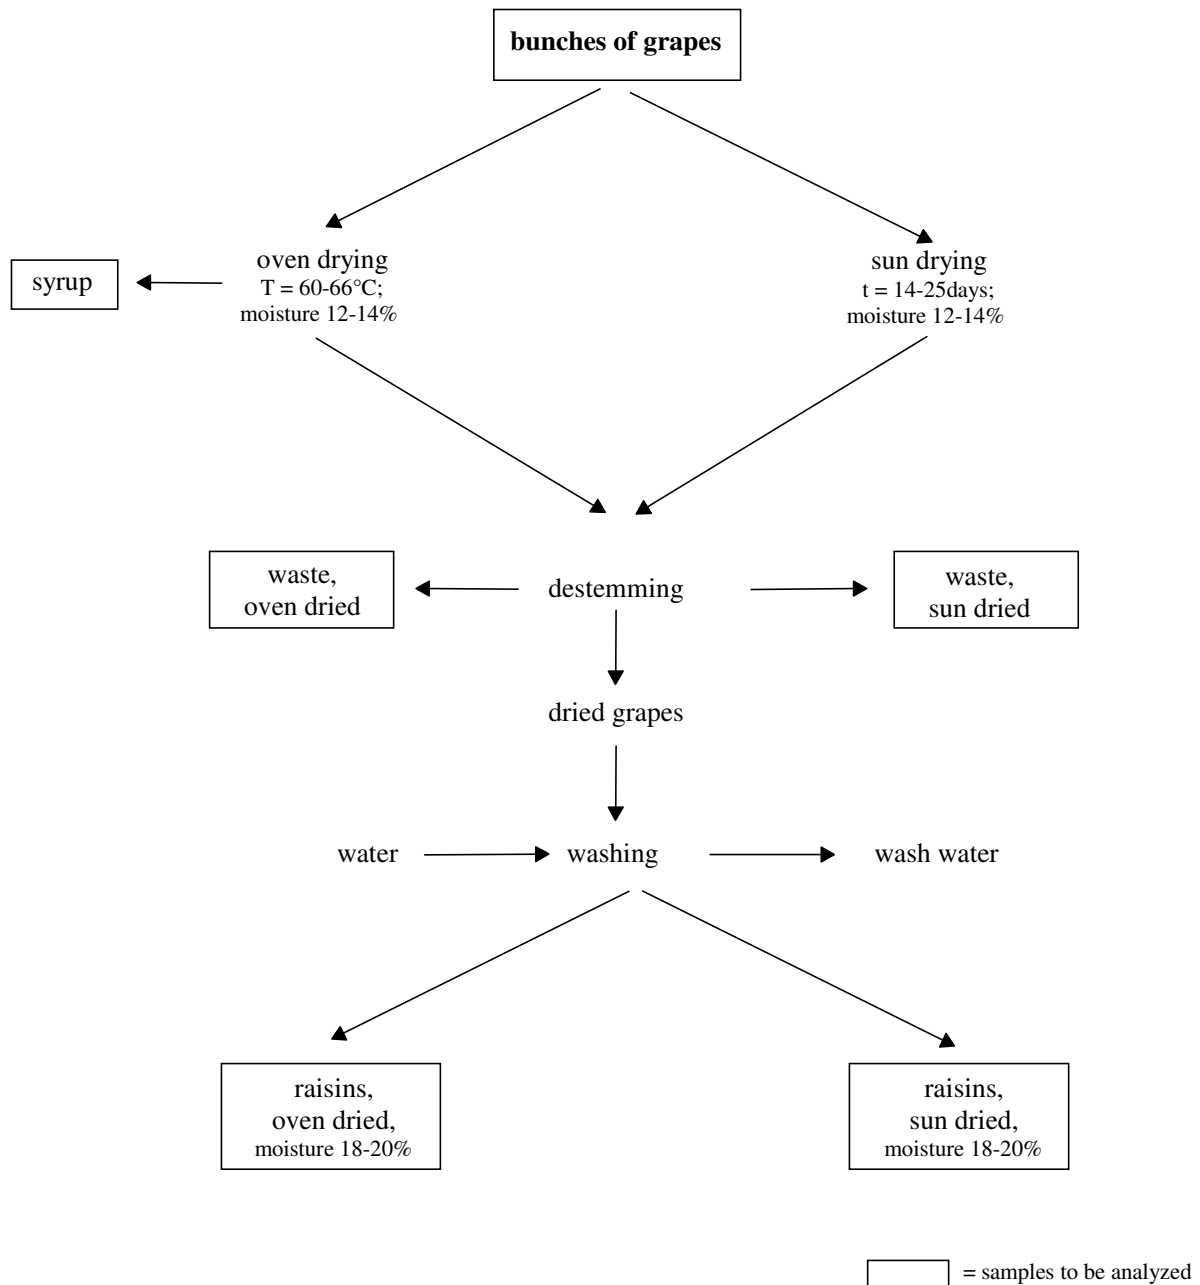 bunches of grapes
oven drying
T = 60-66°C;
moisture 12-14%
sun drying
t = 14-25days;
moisture 12-14%
syrup
waste,
oven dried
destemming
waste,
sun dried
dried grapes
water
washing
wash water
raisins,
oven dried,
moisture 18-20%
raisins,
sun dried,
moisture 18-20%
= samples to be analyzed